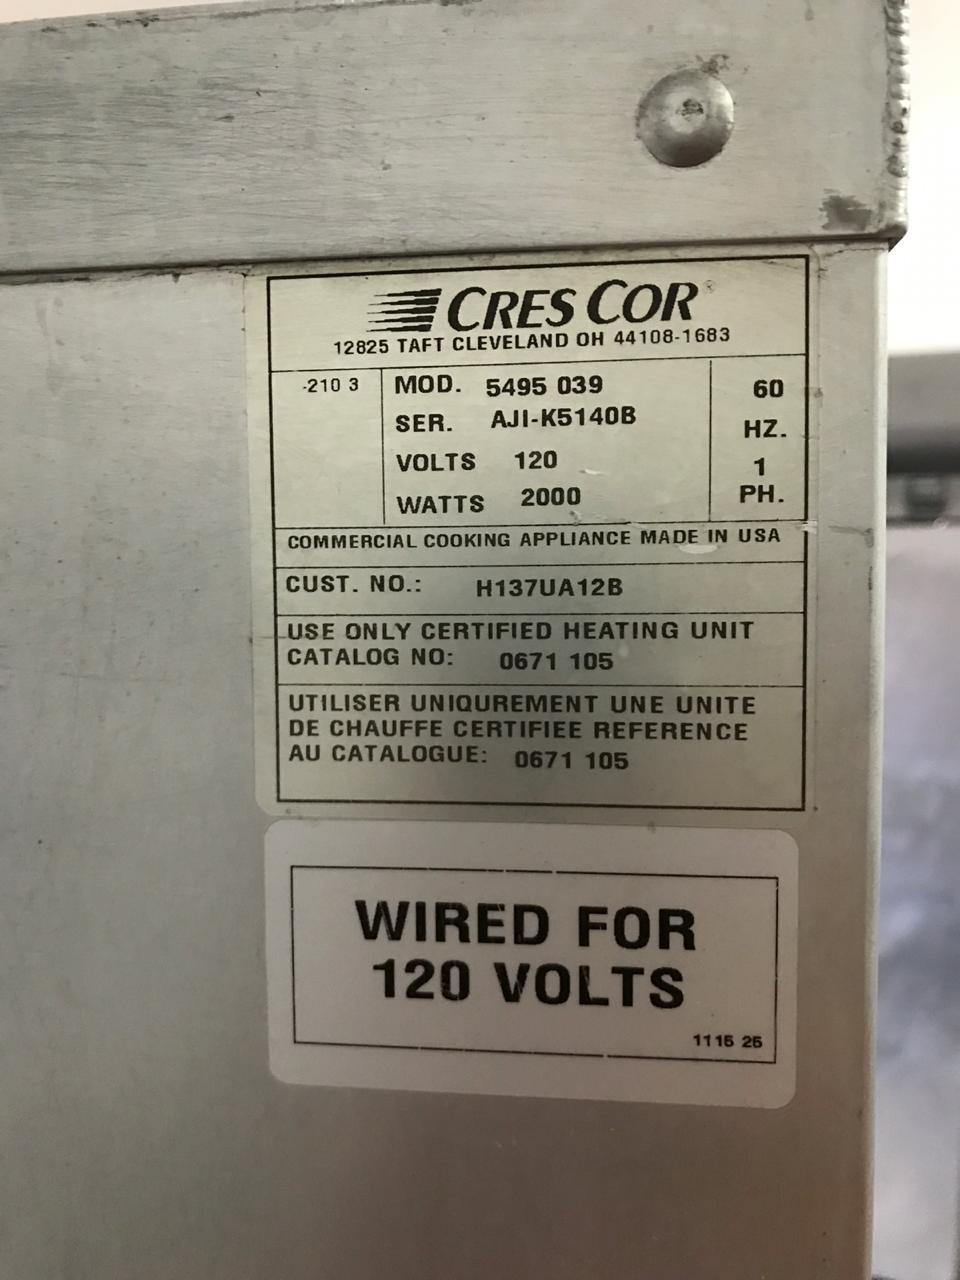 CRES COR®
12825 TAFT CLEVELAND OH 44108-1683
-210 3
MOD. 5495 039
SER. AJI-K5140B
VOLTS 120
WATTS 2000
60
HZ.
1
PH.
COMMERCIAL COOKING APPLIANCE MADE IN USA
CUST. NO.: H137UA12B
USE ONLY CERTIFIED HEATING UNIT
CATALOG NO: 0671 105
UTILISER UNIQUREMENT UNE UNITE
DE CHAUFFE CERTIFIEE REFERENCE
AU CATALOGUE: 0671 105
WIRED FOR
120 VOLTS
1115 25